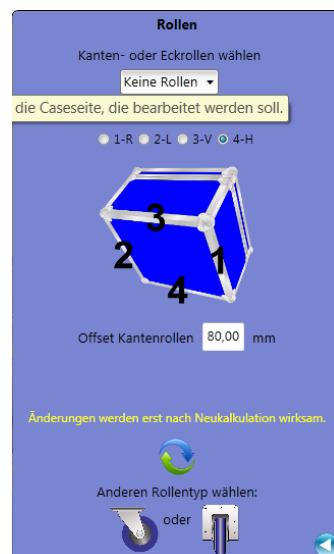 Rollen
Kanten- oder Eckrollen wählen
Keine Rollen
die Caseseite, die bearbeitet werden soll.
1-R 2-L 3-V 4-H
3
2
1
4
Offset Kantenrollen 80,00 mm
Änderungen werden erst nach Neukalkulation wirksam.
Anderen Rollentyp wählen:
oder